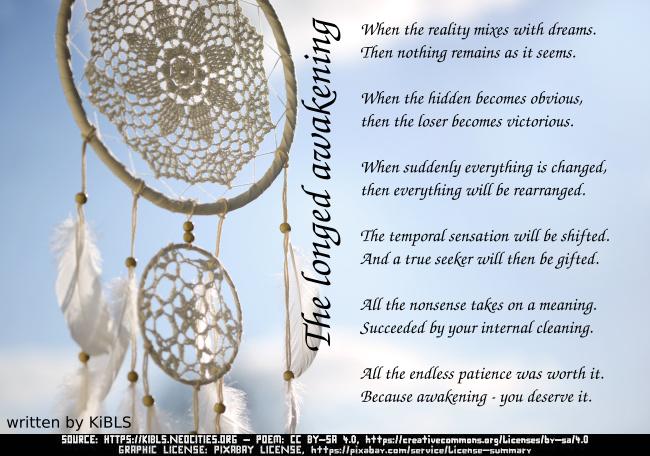 The longed awakening
When the reality mixes with dreams.
Then nothing remains as it seems.
When the hidden becomes obvious,
then the loser becomes victorious.
When suddenly everything is changed,
then everything will be rearranged.
The temporal sensation will be shifted.
And a true seeker will then be gifted.
All the nonsense takes on a meaning.
Succeeded by your internal cleaning.
All the endless patience was worth it.
Because awakening - you deserve it.
written by KiBLS
SOURCE: HTTPS://KIBLS.NEOCITIES.ORG – POEM: CC BY–SA 4.0, https://creativecommons.org/licenses/by-sa/4.0
GRAPHIC LICENSE: PIXABAY LICENSE, https://pixabay.com/service/License-summary